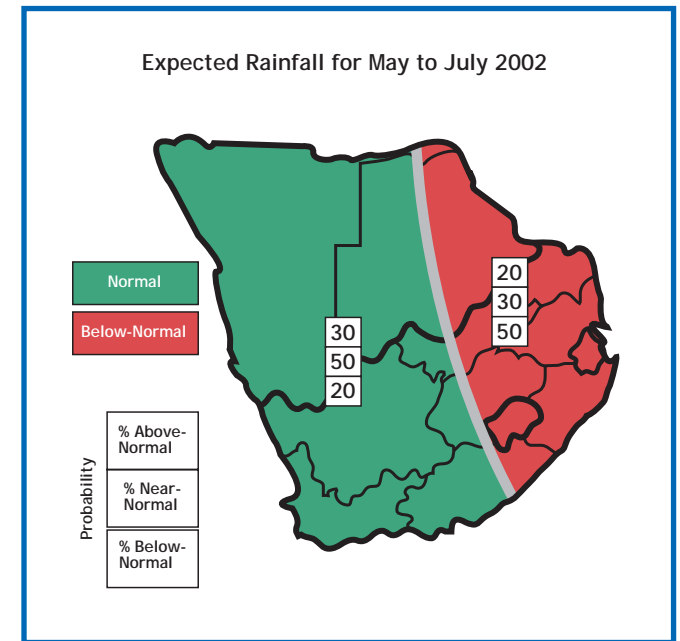 Expected Rainfall for May to July 2002
Normal
Below-Normal
20
30
50
30
50
20
Probability
% Above-
Normal
% Near-
Normal
% Below-
Normal